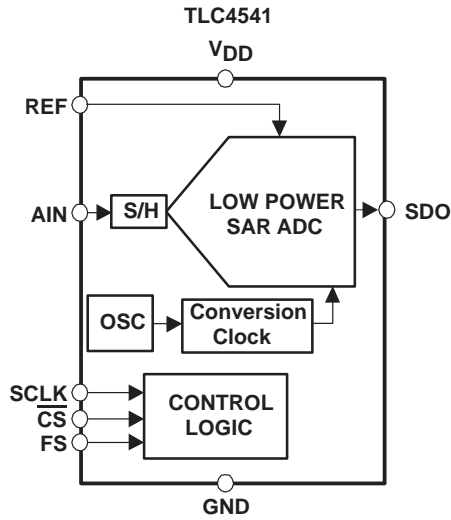 TLC4541
VDD
REF
AIN
S/H
LOW POWER
SAR ADC
SDO
OSC
Conversion
Clock
SCLK
CS
FS
CONTROL
LOGIC
GND